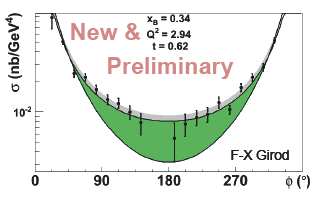 New &
Preliminary
x_B = 0.34
Q² = 2.94
t = 0.62
σ (nb/GeV⁴)
10⁻²
F-X Girod
0 90 180 270 ϕ (°)